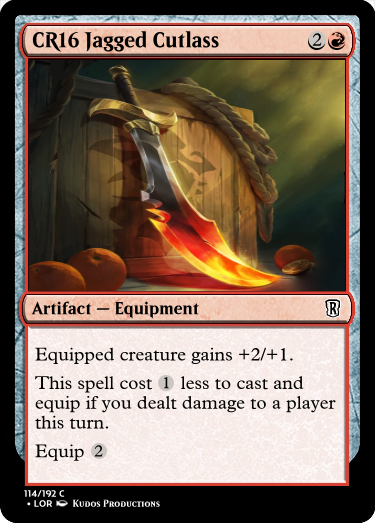 CR16 Jagged Cutlass 2
Artifact — Equipment R
Equipped creature gains +2/+1.
This spell cost 1 less to cast and
equip if you dealt damage to a player
this turn.
Equip 2
114/192 C
• LOR Kudos Productions